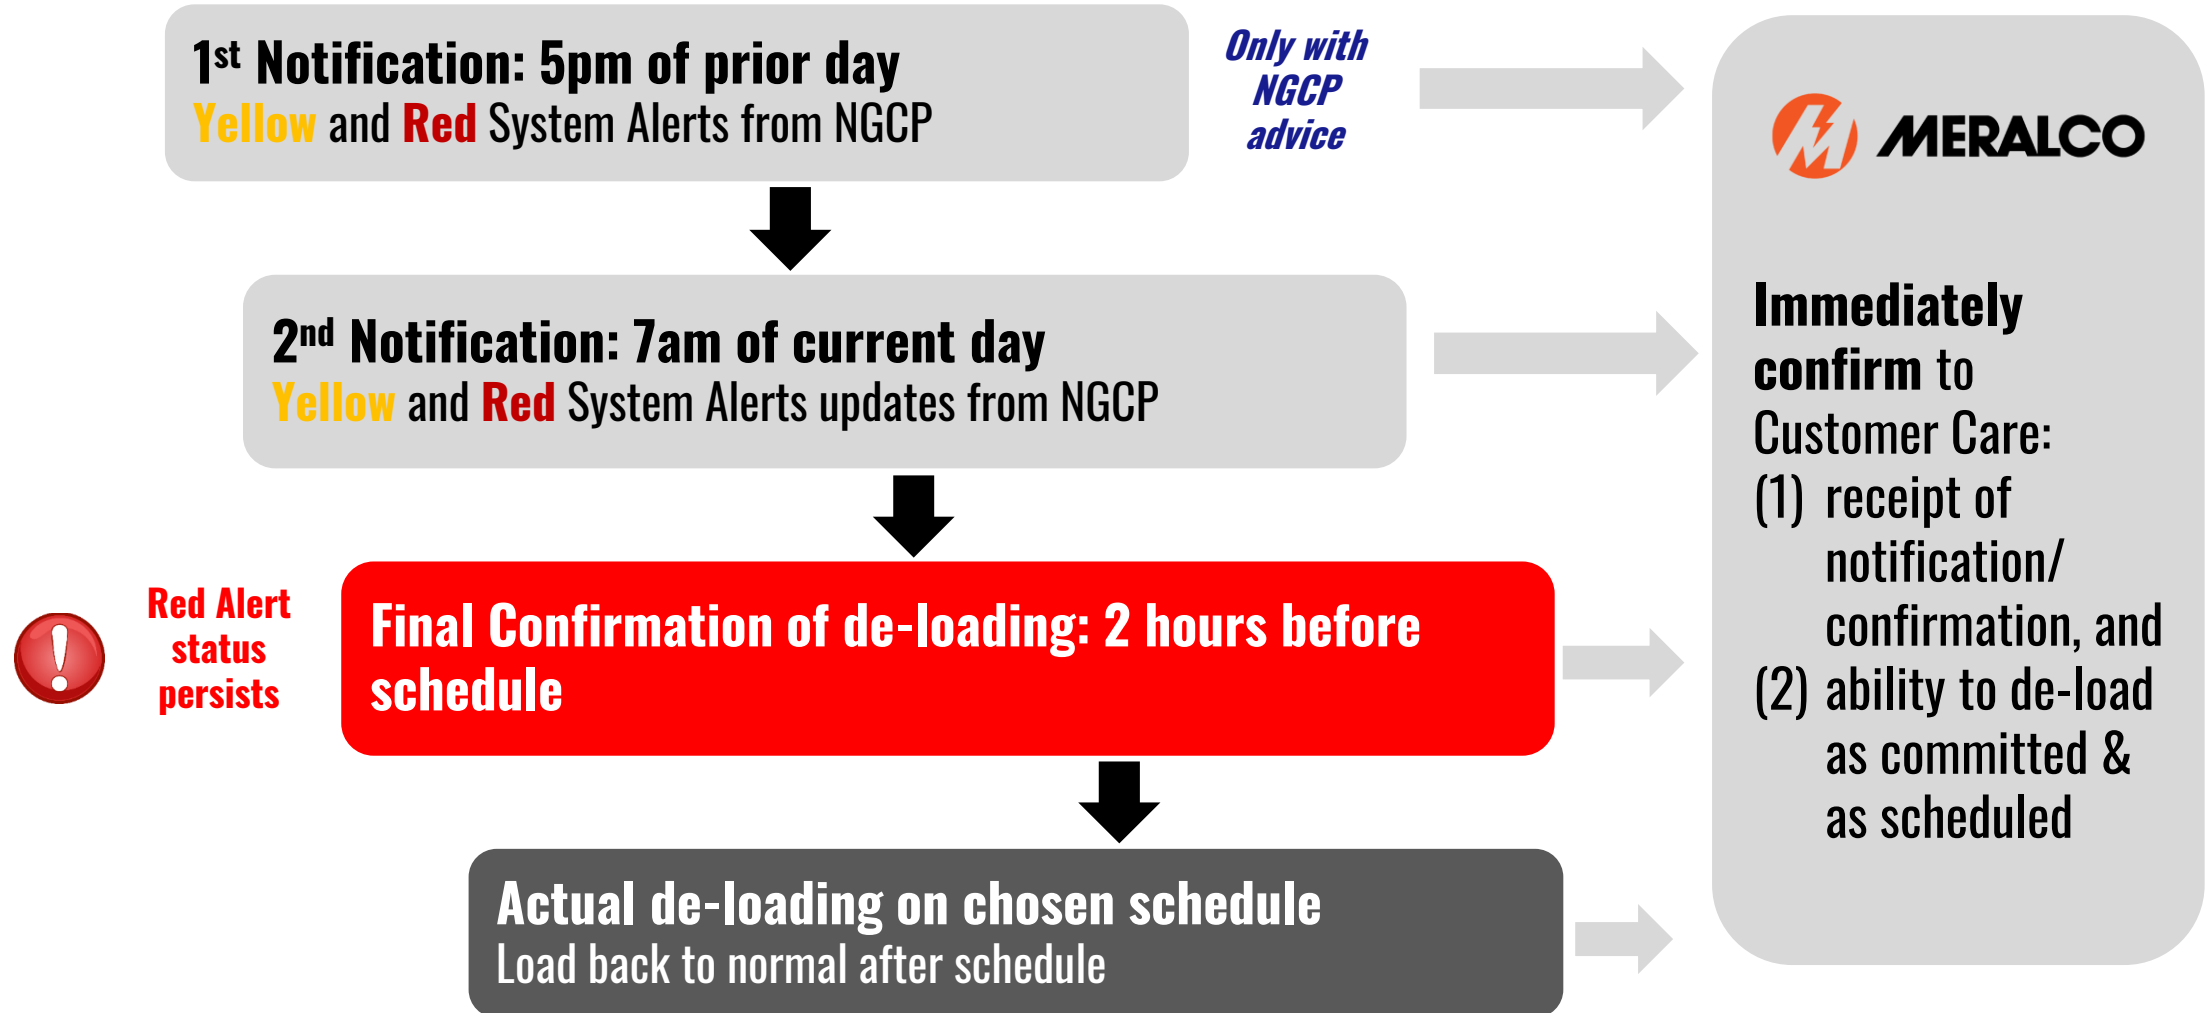 1st Notification: 5pm of prior day
Yellow and Red System Alerts from NGCP
Only with
NGCP
advice
2nd Notification: 7am of current day
Yellow and Red System Alerts updates from NGCP
Red Alert
status
persists
Final Confirmation of de-loading: 2 hours before
schedule
Actual de-loading on chosen schedule
Load back to normal after schedule
MERALCO
Immediately
confirm to
Customer Care:
(1) receipt of
notification/
confirmation, and
(2) ability to de-load
as committed &
as scheduled